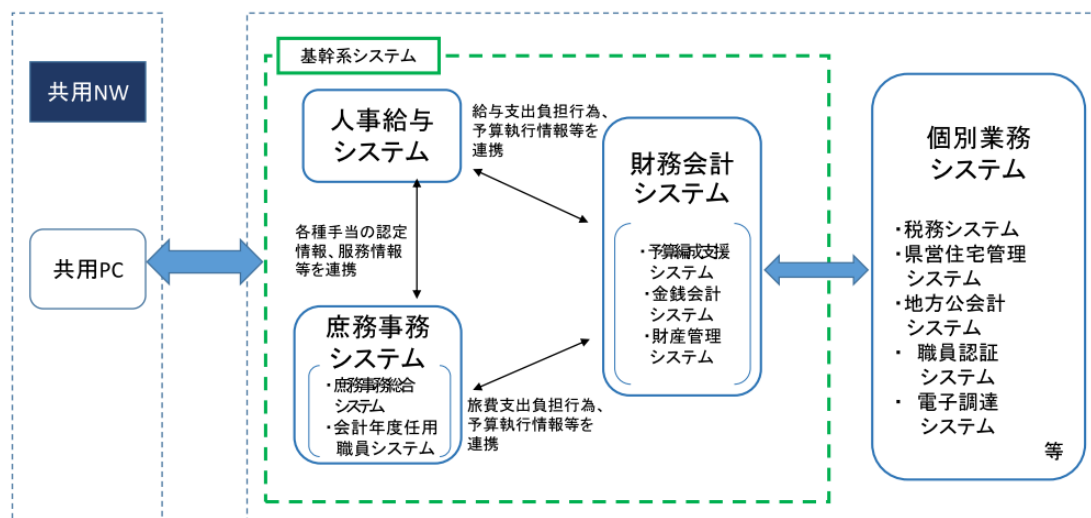 共用NW
共用PC
基幹系システム
人事給与
システム
給与支出負担行為、
予算執行情報等を
連携
各種手当の認定
情報、服務情報
等を連携
庶務事務
システム
・庶務事務総合
システム
・会計年度任用
職員システム
旅費支出負担行為、
予算執行情報等を
連携
財務会計
システム
・予算編成支援
システム
・金銭会計
システム
・財産管理
システム
個別業務
システム
・税務システム
・県営住宅管理
システム
・地方公会計
システム
・ 職員認証
システム
・ 電子調達
システム
等